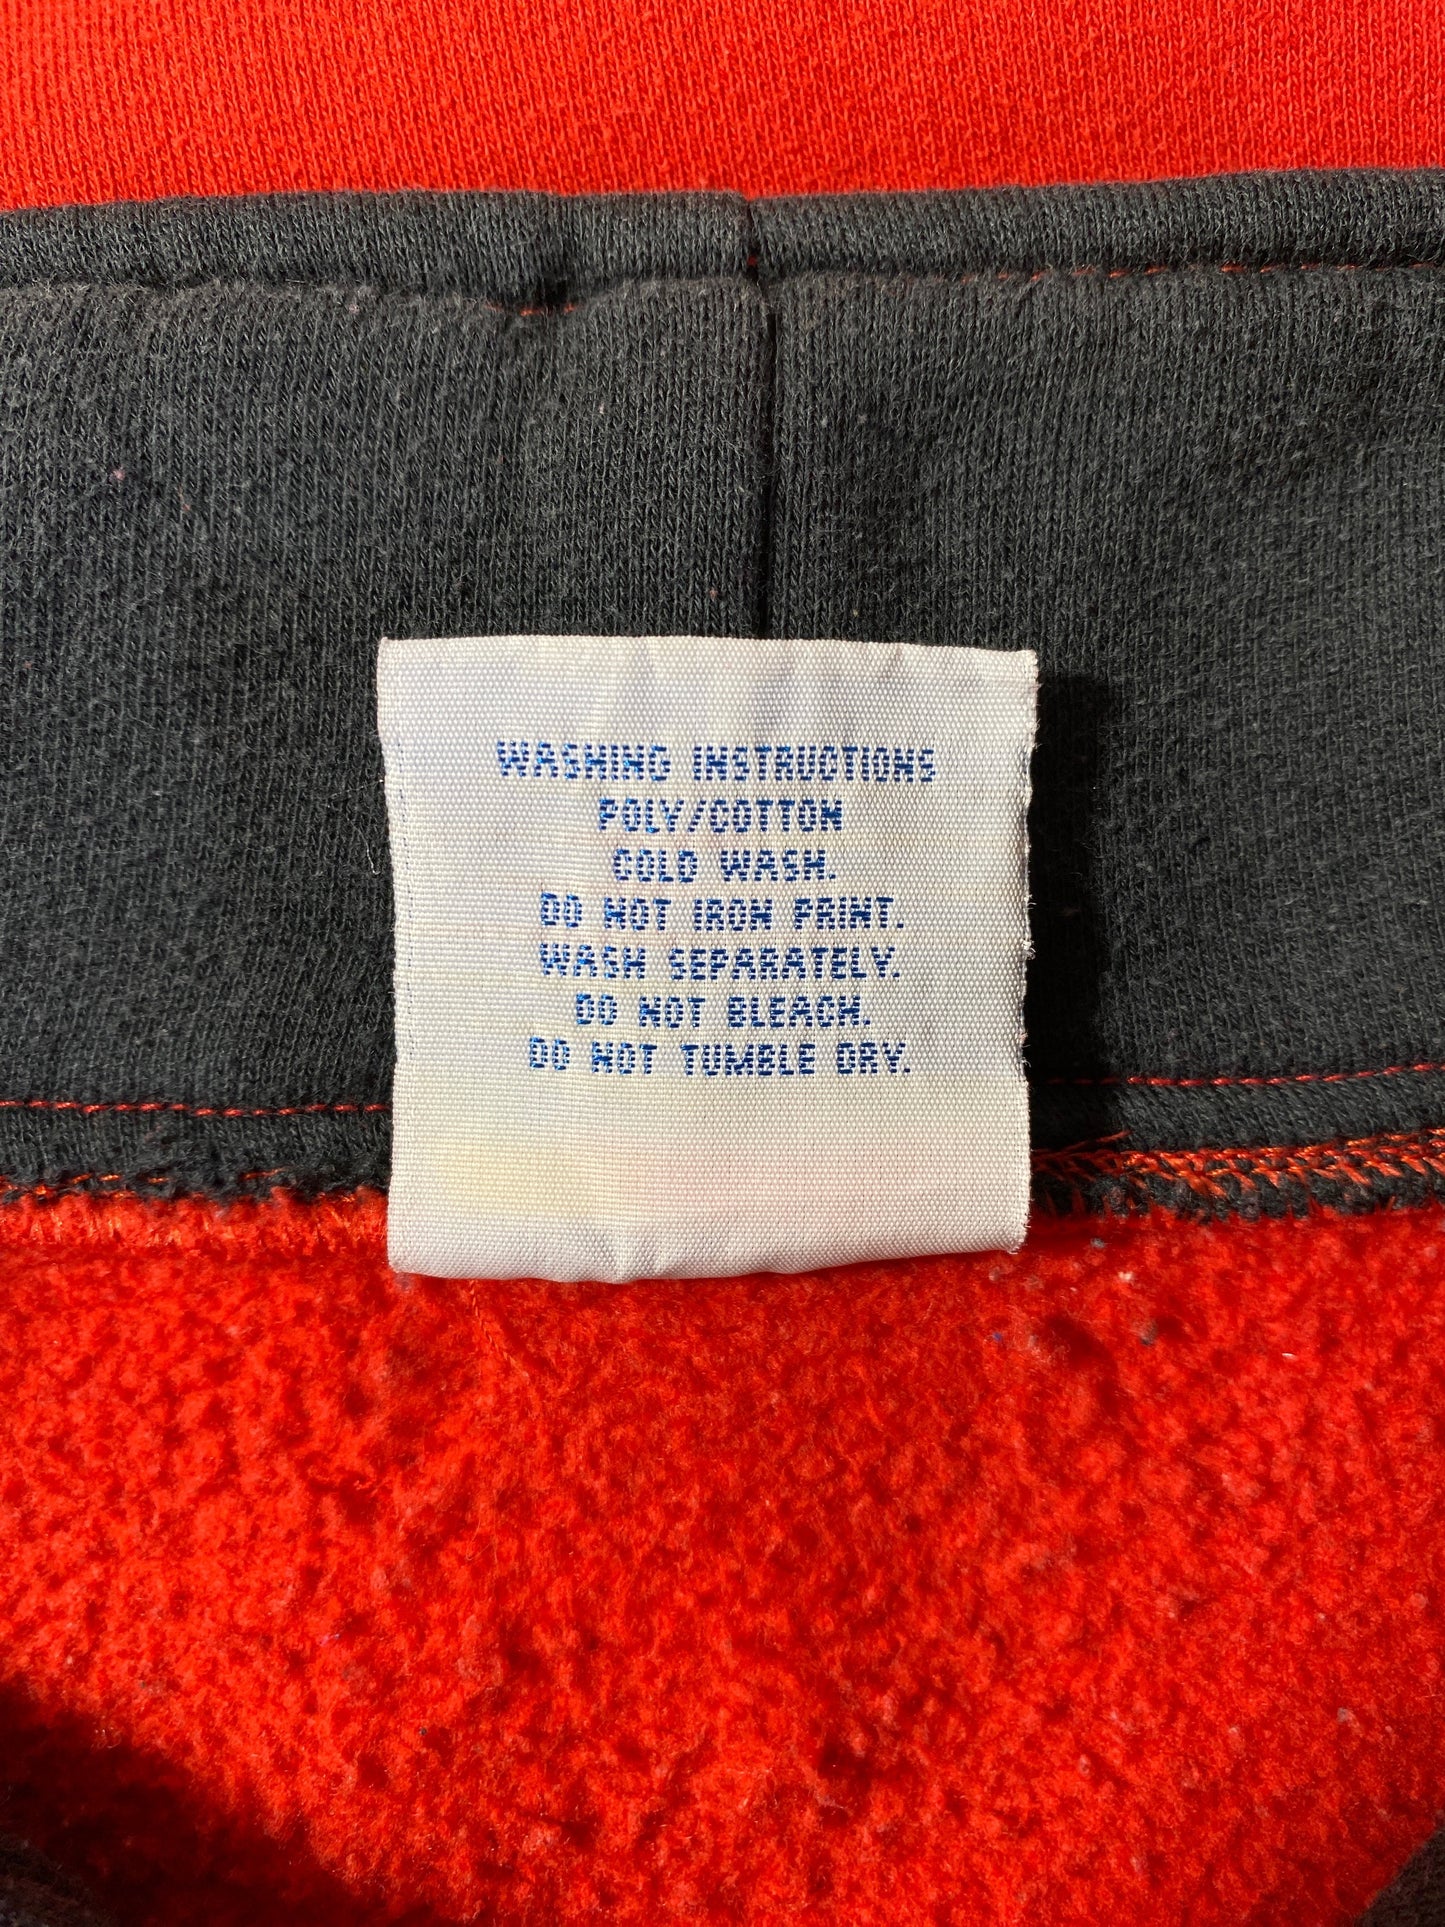 WASHING INSTRUCTIONS
POLY/COTTON
COLD WASH.
DO NOT IRON PRINT.
WASH SEPARATELY.
DO NOT BLEACH.
DO NOT TUMBLE DRY.